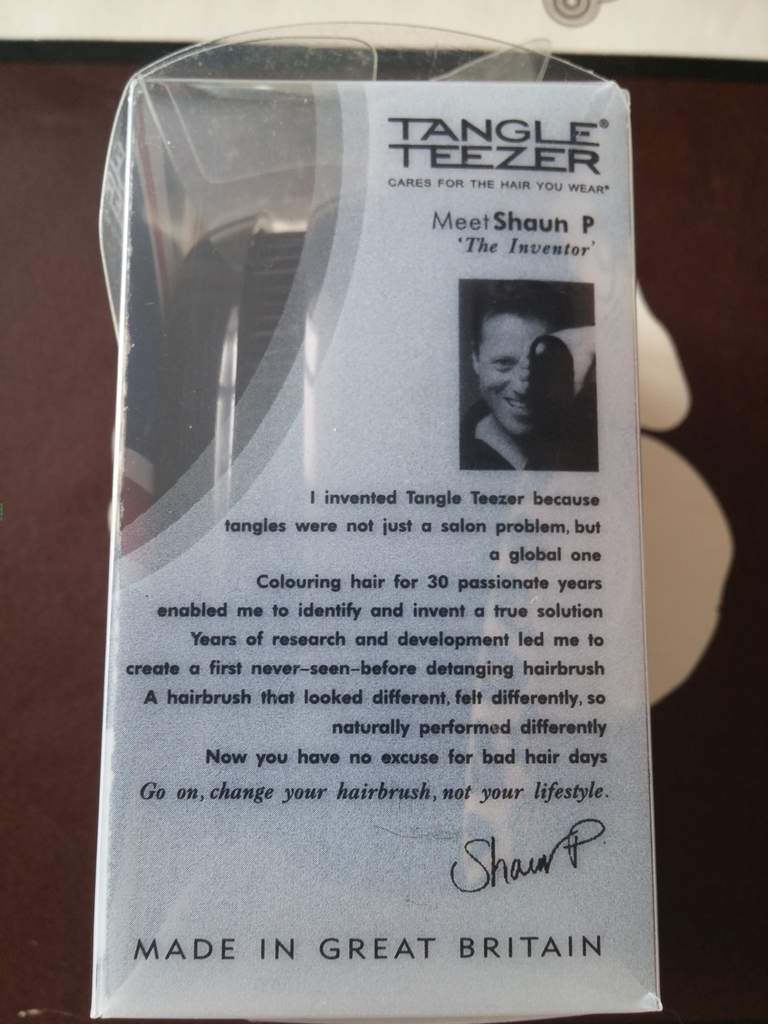 TANGLE®
TEEZER
CARES FOR THE HAIR YOU WEAR®
Meet Shaun P
'The Inventor'
I invented Tangle Teezer because
tangles were not just a salon problem, but
a global one
Colouring hair for 30 passionate years
enabled me to identify and invent a true solution
Years of research and development led me to
create a first never-seen-before detanging hairbrush
A hairbrush that looked different, felt differently, so
naturally performed differently
Now you have no excuse for bad hair days
Go on, change your hairbrush, not your lifestyle.
Shaun P
MADE IN GREAT BRITAIN